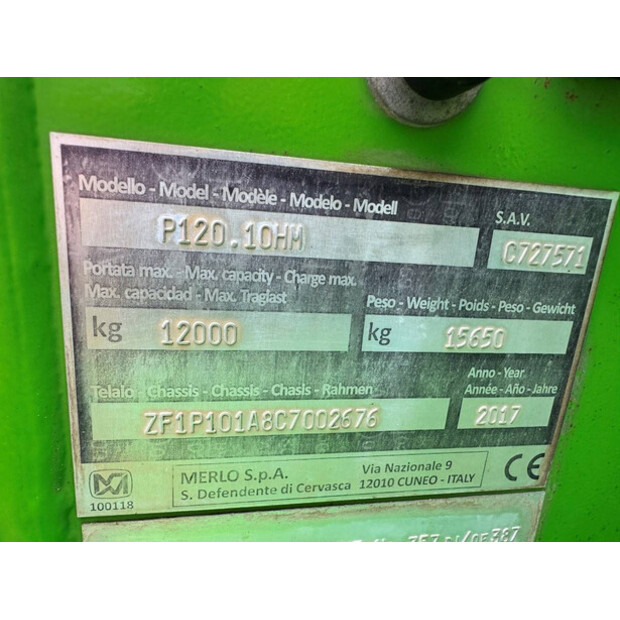 Modello - Model - Modèle - Modelo - Modell
S.A.V.
P120.10HM
C727571
Portata max. - Max. capacity - Charge max.
Max. capacidad - Max. Traglast
Peso - Weight - Poids - Peso - Gewicht
kg 12000
kg 15650
Anno - Year
Telaio - Chassis - Chassis - Chasis - Rahmen
Année - Año - Jahre
ZF1P101A8C7002676
2017
MERLO S.p.A.
Via Nazionale 9
S. Defendente di Cervasca
12010 CUNEO - ITALY
CE
100118